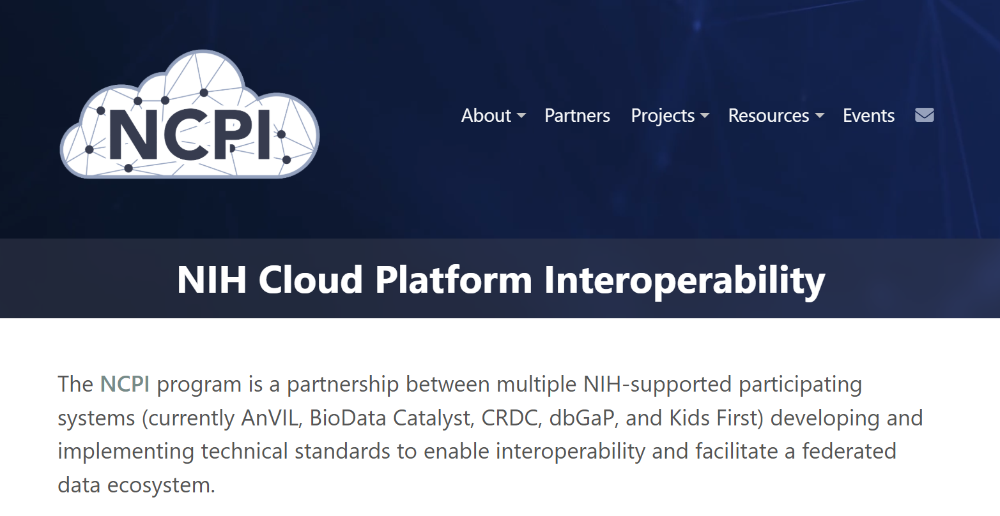 NCPI
About Partners Projects Resources Events
NIH Cloud Platform Interoperability
The NCPI program is a partnership between multiple NIH-supported participating
systems (currently AnVIL, BioData Catalyst, CRDC, dbGaP, and Kids First) developing and
implementing technical standards to enable interoperability and facilitate a federated
data ecosystem.